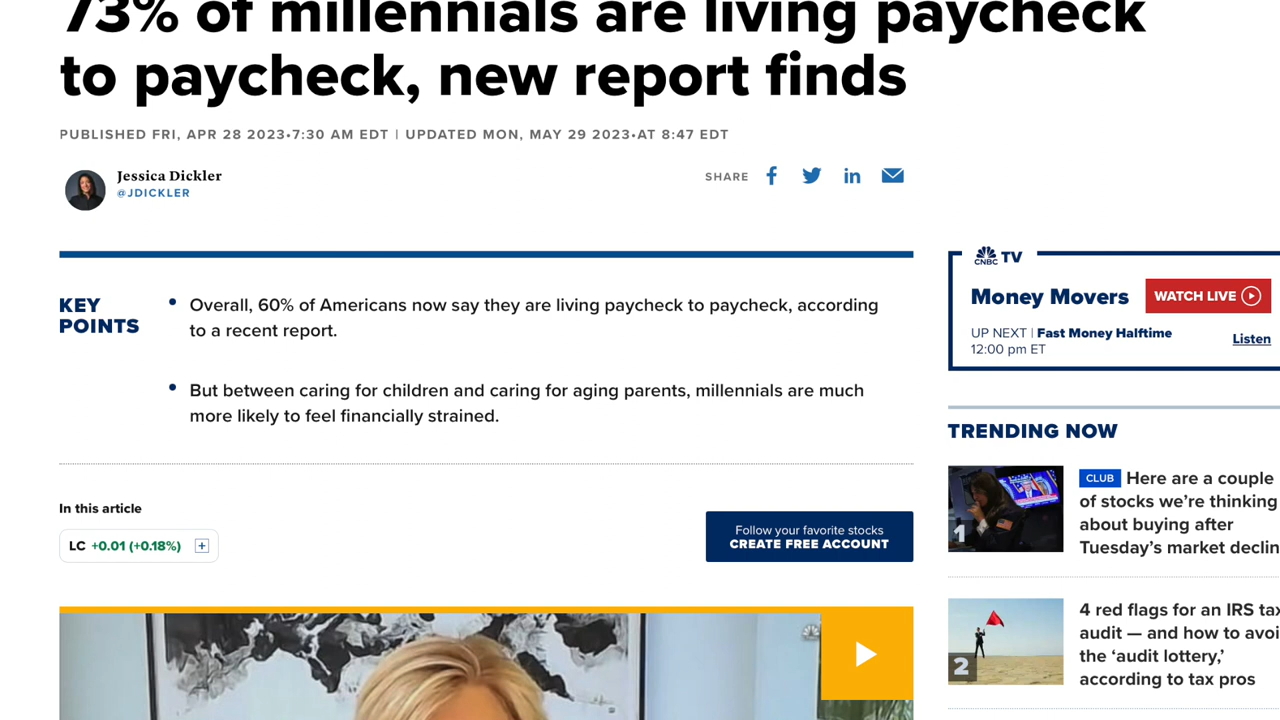 73% of millennials are living paycheck
to paycheck, new report finds
PUBLISHED FRI, APR 28 2023•7:30 AM EDT | UPDATED MON, MAY 29 2023•AT 8:47 EDT
Jessica Dickler
@JDICKLER
SHARE
KEY
POINTS
Overall, 60% of Americans now say they are living paycheck to paycheck, according
to a recent report.
But between caring for children and caring for aging parents, millennials are much
more likely to feel financially strained.
In this article
LC +0.01 (+0.18%) +
Follow your favorite stocks
CREATE FREE ACCOUNT
CNBC TV
Money Movers
WATCH LIVE
UP NEXT | Fast Money Halftime
12:00 pm ET
Listen
TRENDING NOW
1
CLUB Here are a couple
of stocks we’re thinking
about buying after
Tuesday’s market declin
2
4 red flags for an IRS tax
audit — and how to avoi
the ‘audit lottery,’
according to tax pros